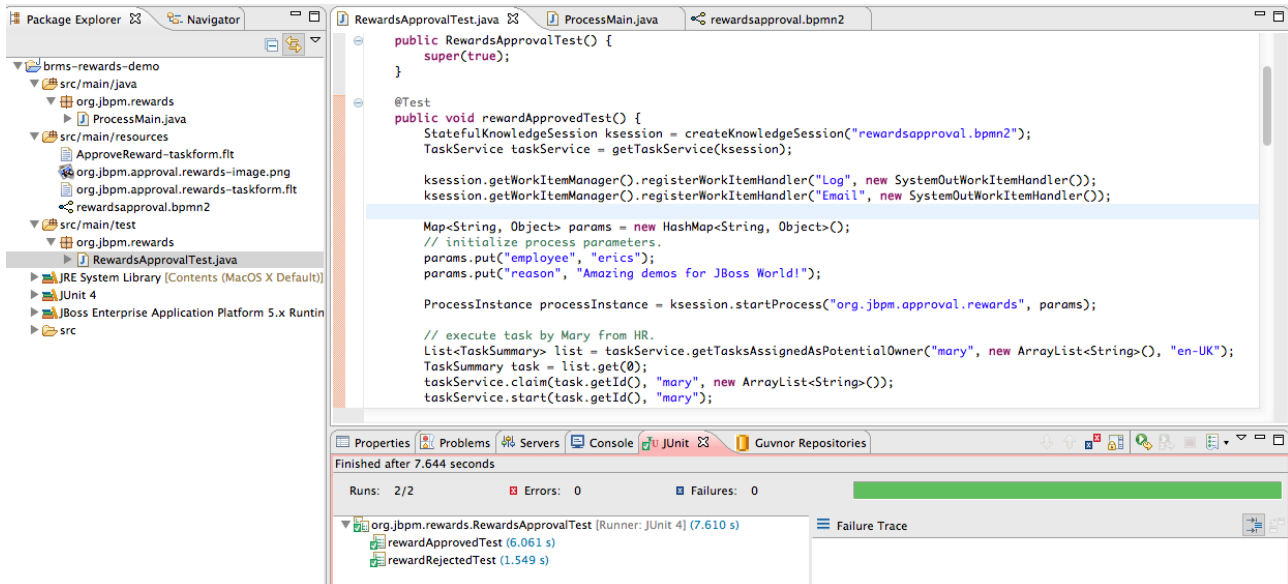 Package Explorer
Navigator
brms-rewards-demo
src/main/java
org.jbpm.rewards
ProcessMain.java
src/main/resources
ApproveReward-taskform.flt
org.jbpm.approval.rewards-image.png
org.jbpm.approval.rewards-taskform.flt
rewardsapproval.bpmn2
src/main/test
org.jbpm.rewards
RewardsApprovalTest.java
JRE System Library [Contents (MacOS X Default)]
JUnit 4
JBoss Enterprise Application Platform 5.x Runtin
src
RewardsApprovalTest.java
ProcessMain.java
rewardsapproval.bpmn2
public RewardsApprovalTest() {
super(true);
}
@Test
public void rewardApprovedTest() {
StatefulKnowledgeSession ksession = createKnowledgeSession("rewardsapproval.bpmn2");
TaskService taskService = getTaskService(ksession);
ksession.getWorkItemManager().registerWorkItemHandler("Log", new SystemOutWorkItemHandler());
ksession.getWorkItemManager().registerWorkItemHandler("Email", new SystemOutWorkItemHandler());
Map<String, Object> params = new HashMap<String, Object>();
// initialize process parameters.
params.put("employee", "erics");
params.put("reason", "Amazing demos for JBoss World!");
ProcessInstance processInstance = ksession.startProcess("org.jbpm.approval.rewards", params);
// execute task by Mary from HR.
List<TaskSummary> list = taskService.getTasksAssignedAsPotentialOwner("mary", new ArrayList<String>(), "en-UK");
TaskSummary task = list.get(0);
taskService.claim(task.getId(), "mary", new ArrayList<String>());
taskService.start(task.getId(), "mary");
Properties
Problems
Servers
Console
JUnit
Guvnor Repositories
Finished after 7.644 seconds
Runs: 2/2
Errors: 0
Failures: 0
org.jbpm.rewards.RewardsApprovalTest [Runner: JUnit 4] (7.610 s)
rewardApprovedTest (6.061 s)
rewardRejectedTest (1.549 s)
Failure Trace